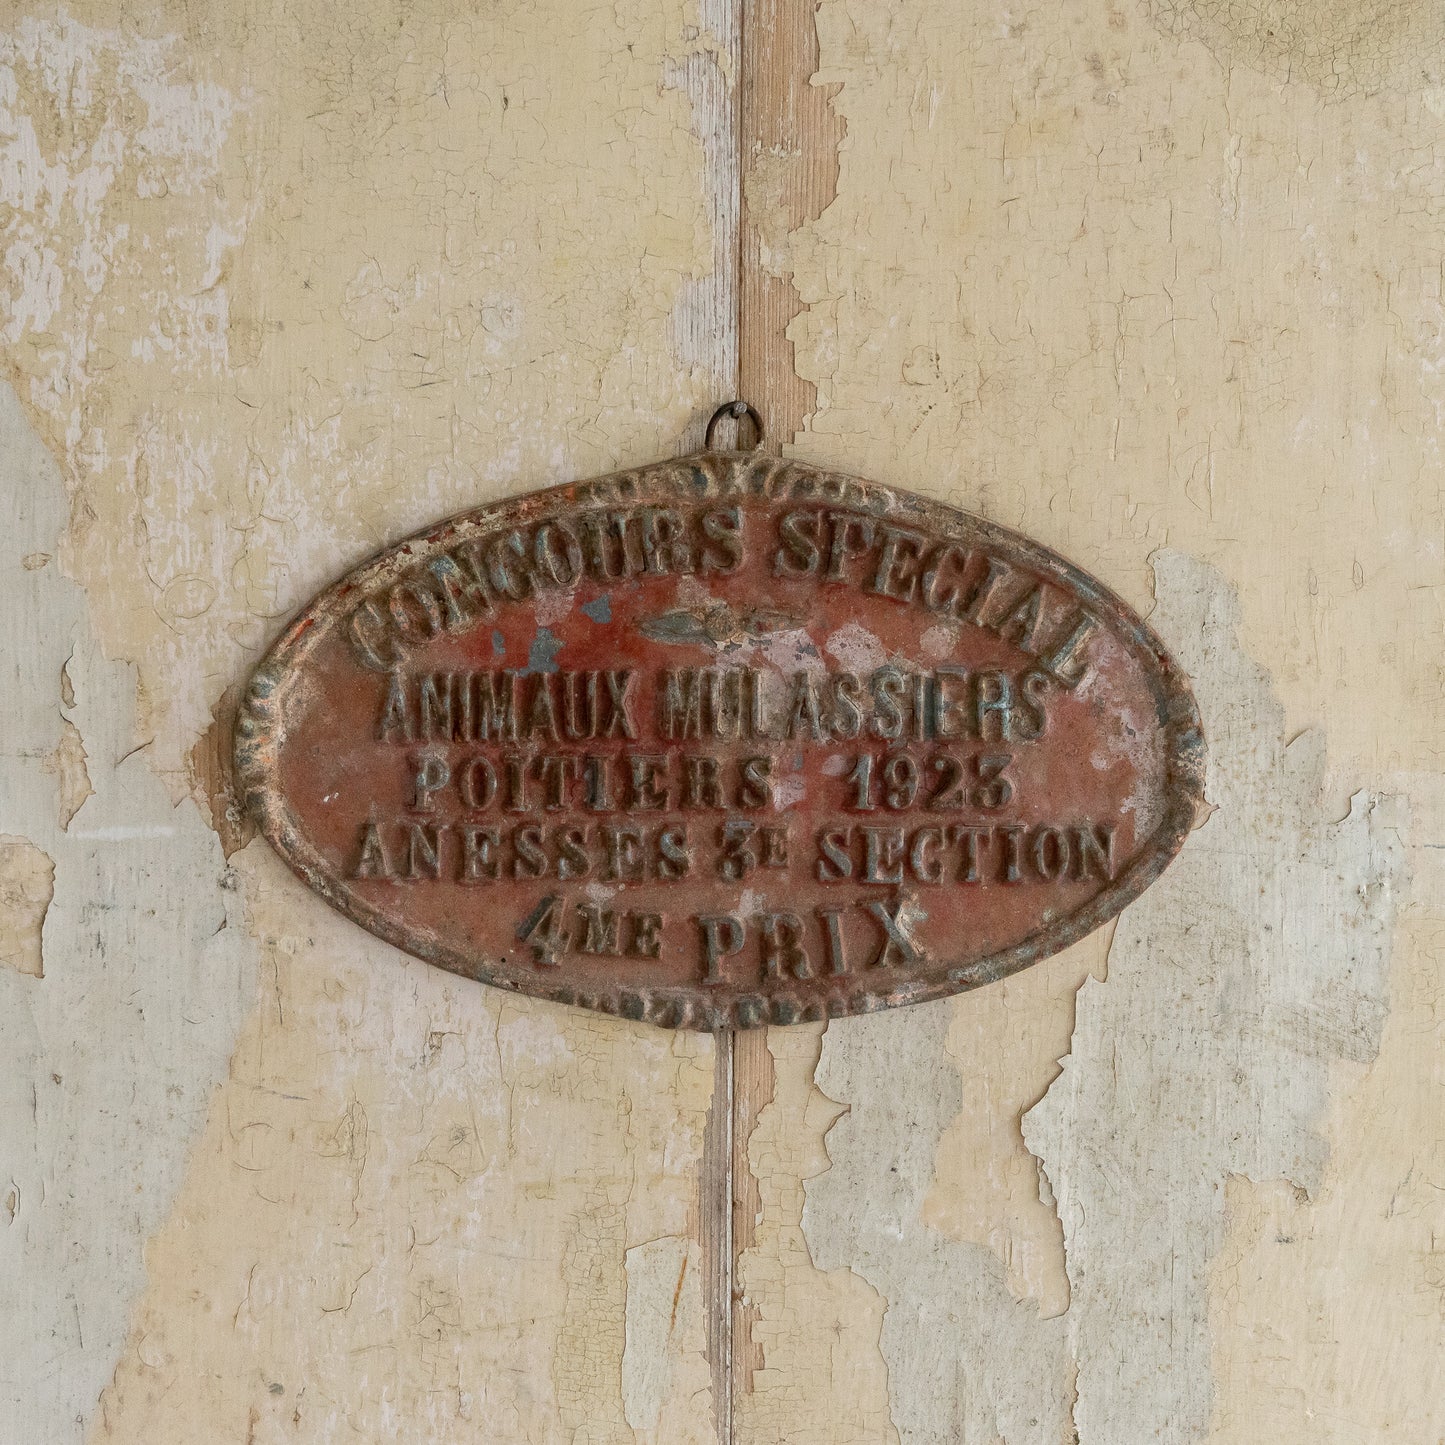 CONCOURS SPECIAL
ANIMAUX MULASSIERS
POITIERS 1923
ANESSES 3E SECTION
4ME PRIX